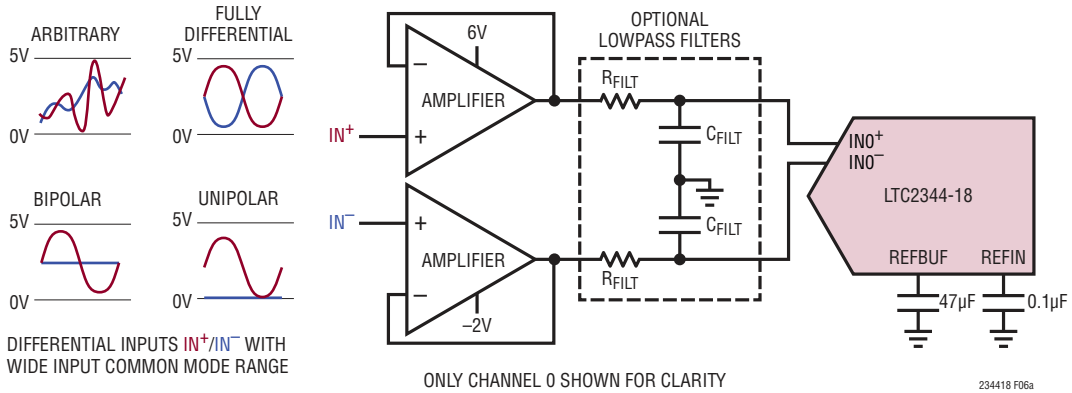 ARBITRARY
5V
0V
FULLY
DIFFERENTIAL
5V
0V
BIPOLAR
5V
0V
UNIPOLAR
5V
0V
DIFFERENTIAL INPUTS IN+/IN– WITH
WIDE INPUT COMMON MODE RANGE
6V
–
AMPLIFIER
IN+
+
IN–
+
AMPLIFIER
–
–2V
OPTIONAL
LOWPASS FILTERS
RFILT
CFILT
CFILT
RFILT
IN0+
IN0–
LTC2344-18
REFBUF
REFIN
47µF
0.1µF
ONLY CHANNEL 0 SHOWN FOR CLARITY
234418 F06a